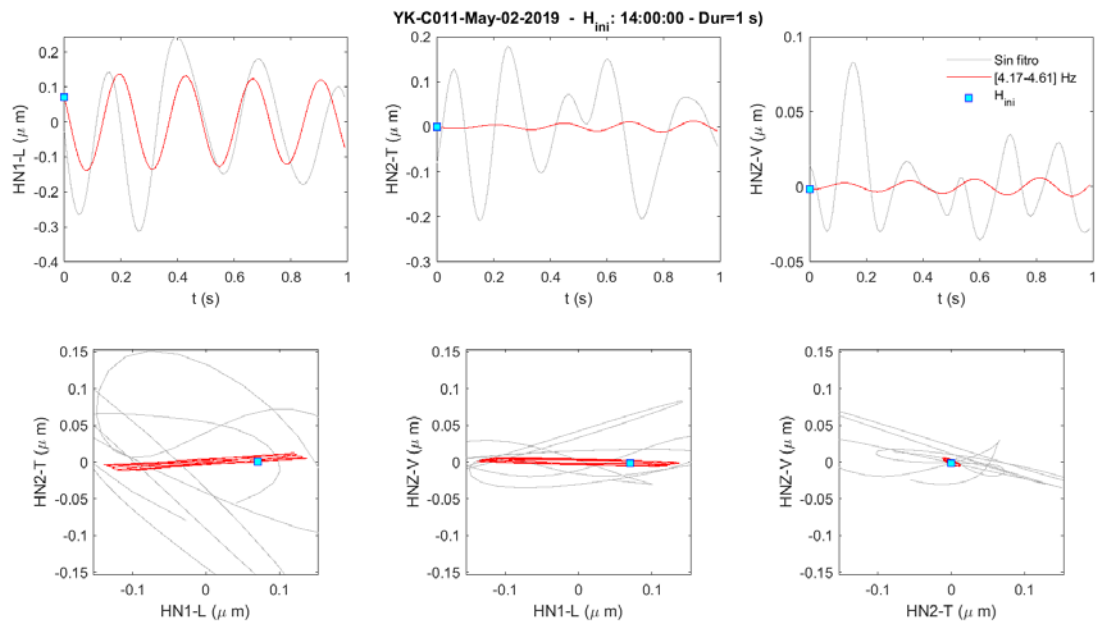 YK-C011-May-02-2019 - H_ini: 14:00:00 - Dur=1 s)
0.2
0.1
0
-0.1
-0.2
-0.3
-0.4
HN1-L (μ m)
0 0.2 0.4 0.6 0.8 1
t (s)
0.2
0.1
0
-0.1
-0.2
-0.3
HN2-T (μ m)
0 0.2 0.4 0.6 0.8 1
t (s)
0.1
0.05
0
-0.05
HNZ-V (μ m)
0 0.2 0.4 0.6 0.8 1
t (s)
Sin fitro
[4.17-4.61] Hz
H_ini
0.15
0.1
0.05
0
-0.05
-0.1
-0.15
HN2-T (μ m)
-0.1 0 0.1
HN1-L (μ m)
0.15
0.1
0.05
0
-0.05
-0.1
-0.15
HNZ-V (μ m)
-0.1 0 0.1
HN1-L (μ m)
0.15
0.1
0.05
0
-0.05
-0.1
-0.15
HNZ-V (μ m)
-0.1 0 0.1
HN2-T (μ m)